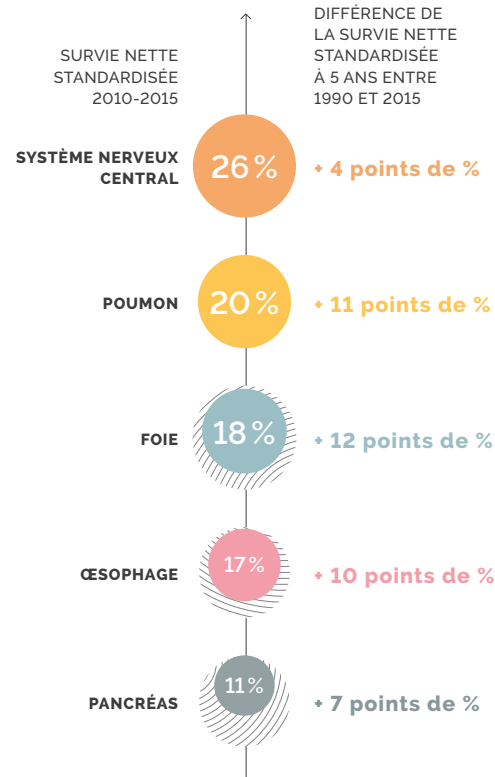 SURVIE NETTE
STANDARDISÉE
2010-2015
DIFFÉRENCE DE
LA SURVIE NETTE
STANDARDISÉE
À 5 ANS ENTRE
1990 ET 2015
SYSTÈME NERVEUX
CENTRAL
26 %
+ 4 points de %
POUMON
20 %
+ 11 points de %
FOIE
18 %
+ 12 points de %
ŒSOPHAGE
17 %
+ 10 points de %
PANCRÉAS
11 %
+ 7 points de %